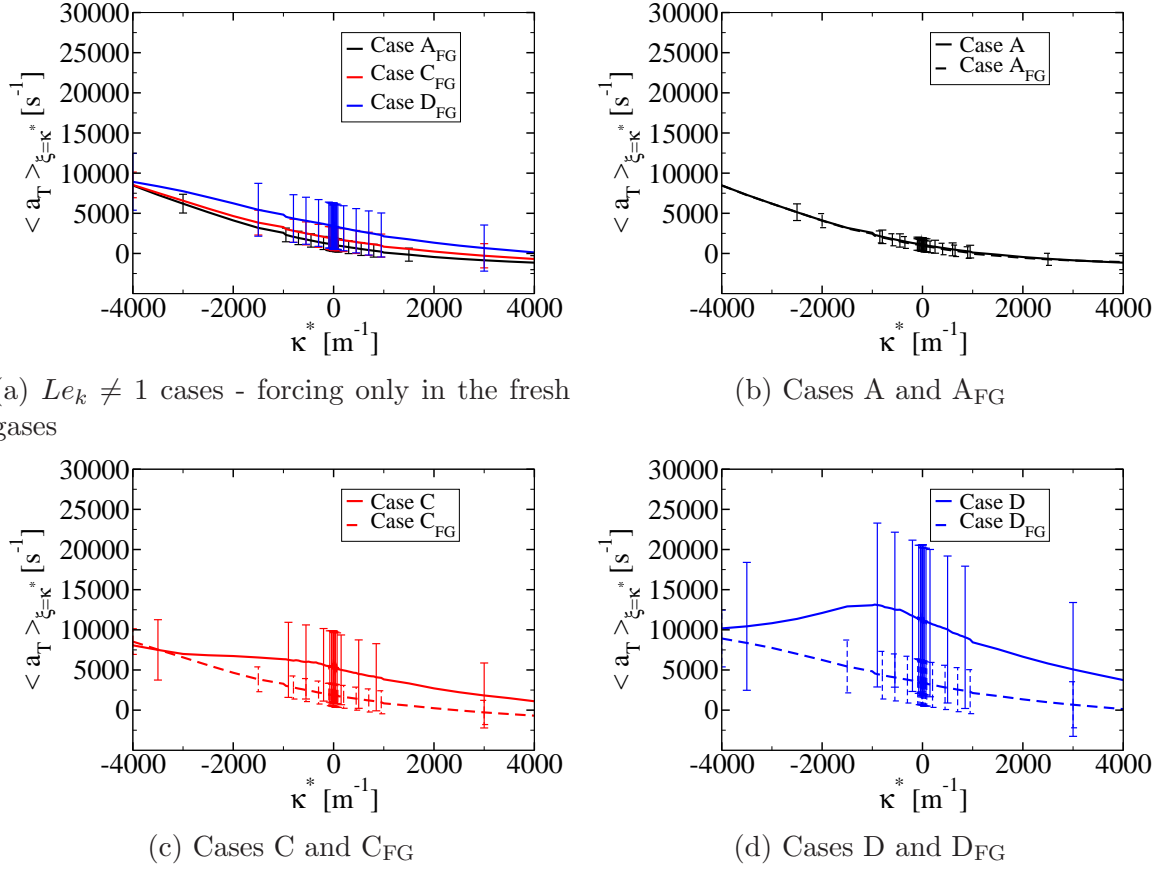 30000
25000
20000
15000
10000
5000
0
-4000 -2000 0 2000 4000
< a_T >_ξ=κ* [s^-1]
κ* [m^-1]
Case A_FG
Case C_FG
Case D_FG
(a) Le_k ≠ 1 cases - forcing only in the fresh
gases
30000
25000
20000
15000
10000
5000
0
-4000 -2000 0 2000 4000
< a_T >_ξ=κ* [s^-1]
κ* [m^-1]
Case A
Case A_FG
(b) Cases A and A_FG
30000
25000
20000
15000
10000
5000
0
-4000 -2000 0 2000 4000
< a_T >_ξ=κ* [s^-1]
κ* [m^-1]
Case C
Case C_FG
(c) Cases C and C_FG
30000
25000
20000
15000
10000
5000
0
-4000 -2000 0 2000 4000
< a_T >_ξ=κ* [s^-1]
κ* [m^-1]
Case D
Case D_FG
(d) Cases D and D_FG